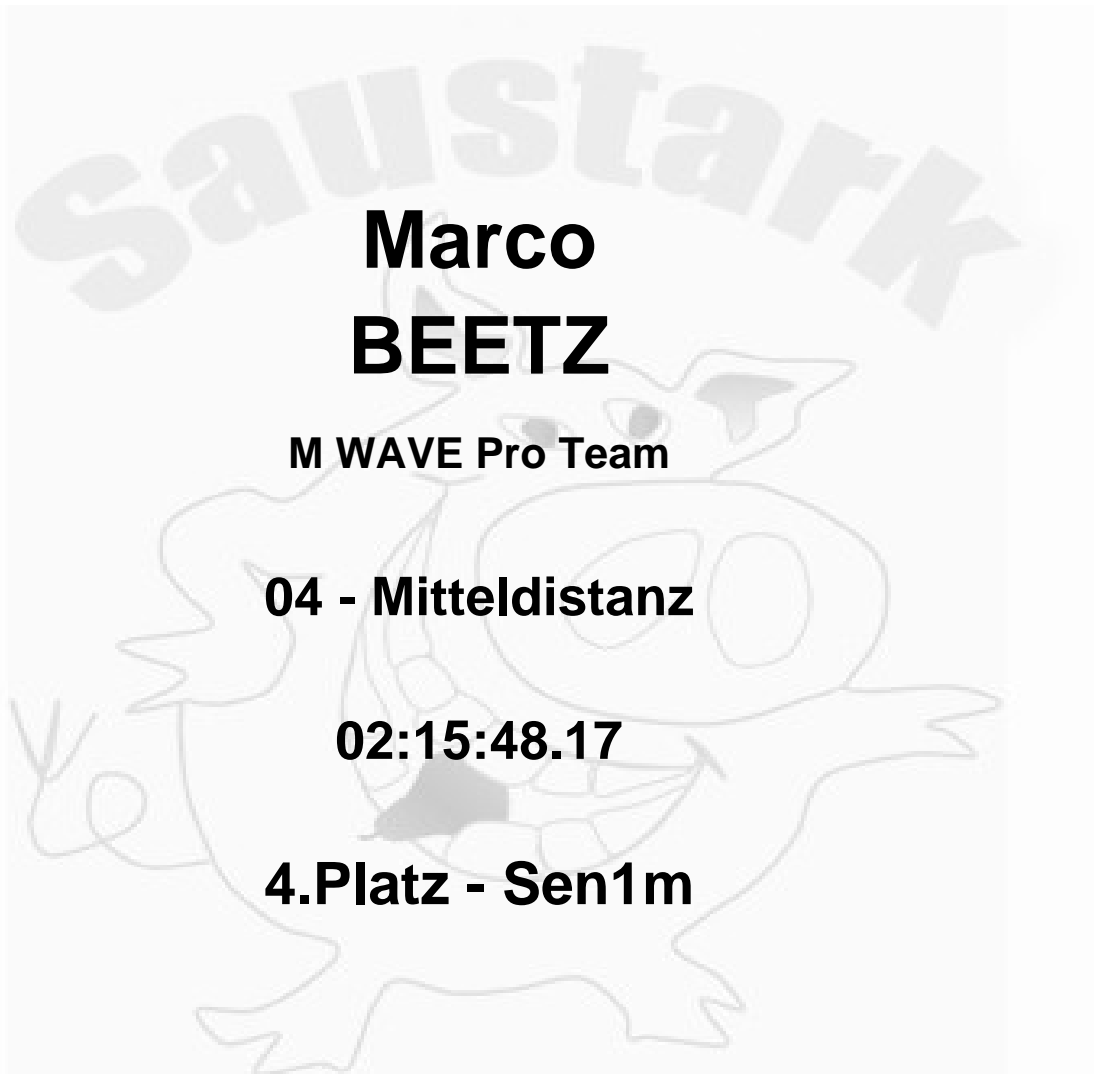 Saustark
Marco
BEETZ
M WAVE Pro Team
04 - Mitteldistanz
02:15:48.17
4.Platz - Sen1m